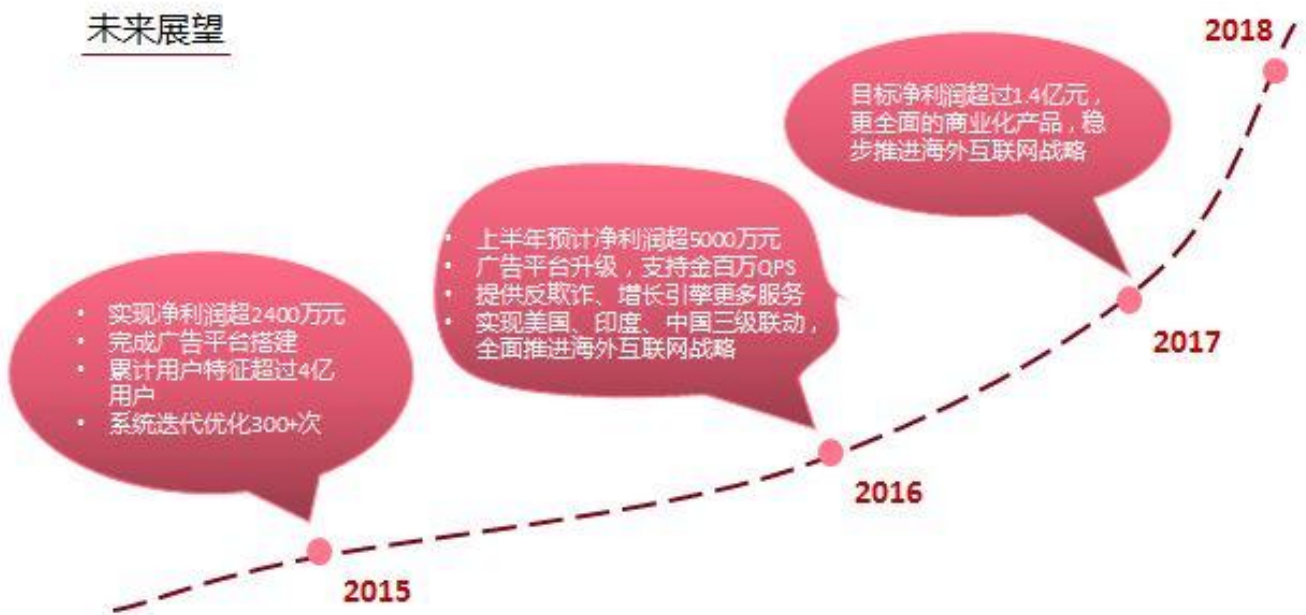 未来展望
2018
目标净利润超过1.4亿元，
更全面的商业化产品，稳
步推进海外互联网战略
• 上半年预计净利润超5000万元
• 广告平台升级，支持金百万QPS
• 提供反欺诈、增长引擎更多服务
• 实现美国、印度、中国三级联动，
全面推进海外互联网战略
• 实现净利润超2400万元
• 完成广告平台搭建
• 累计用户特征超过4亿
用户
• 系统迭代优化300+次
2017
2016
2015